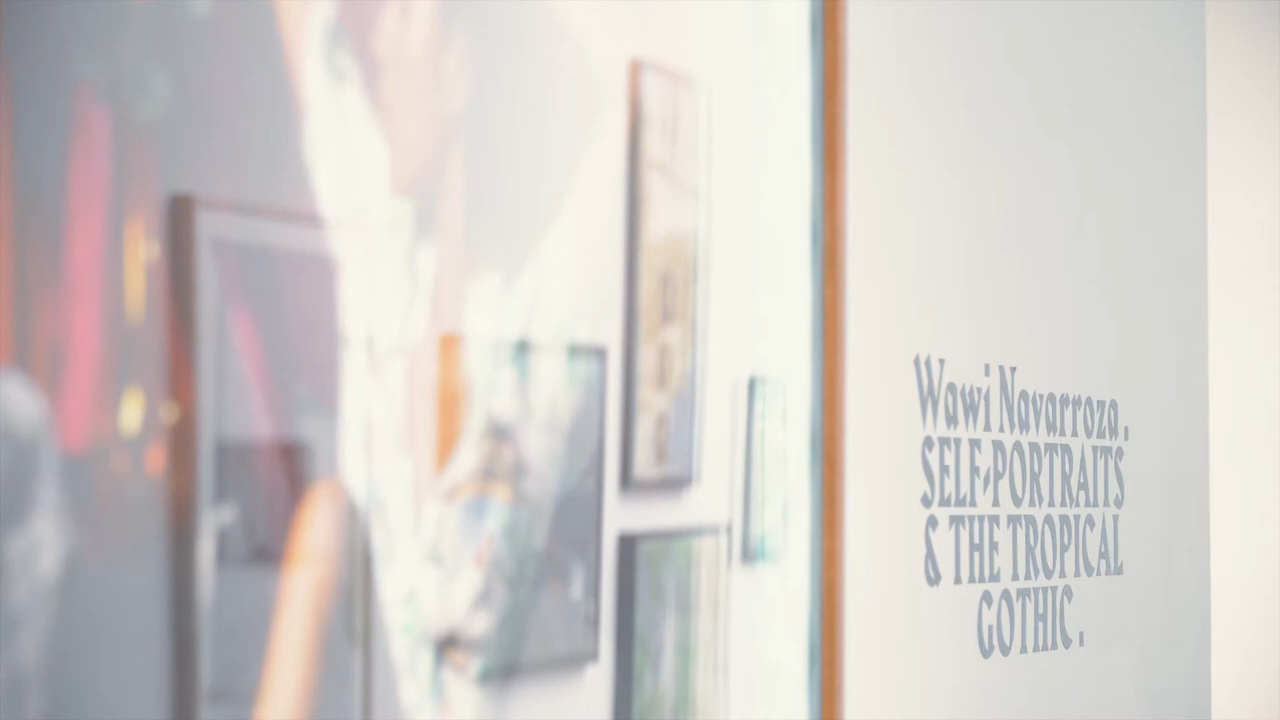 Wawi Navarroza.
SELF-PORTRAITS
& THE TROPICAL
GOTHIC.